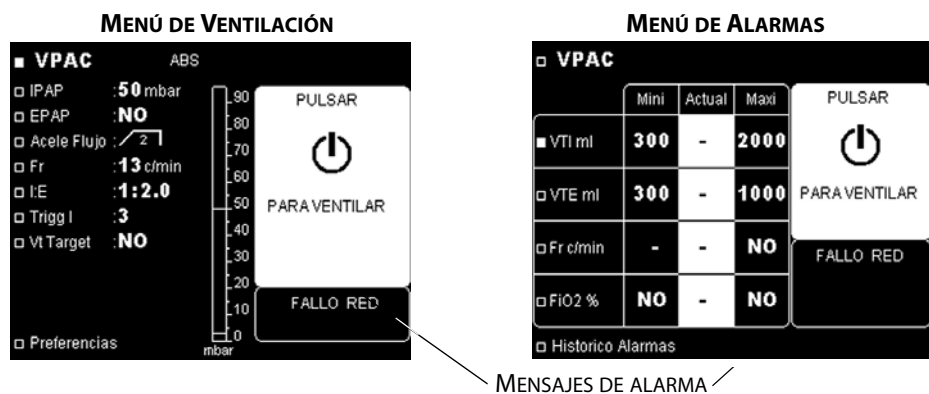 MENÚ DE VENTILACIÓN
VPAC ABS
IPAP :50 mbar
EPAP :NO
Acele Flujo : 2
Fr :13 c/min
I:E :1:2.0
Trigg I :3
Vt Target :NO
Preferencias
90
80
70
60
50
40
30
20
10
0
mbar
PULSAR
PARA VENTILAR
FALLO RED
MENÚ DE ALARMAS
VPAC
Mini Actual Maxi
VTI ml 300 - 2000
VTE ml 300 - 1000
Fr c/min - - NO
FiO2 % NO - NO
Historico Alarmas
PULSAR
PARA VENTILAR
FALLO RED
MENSAJES DE ALARMA